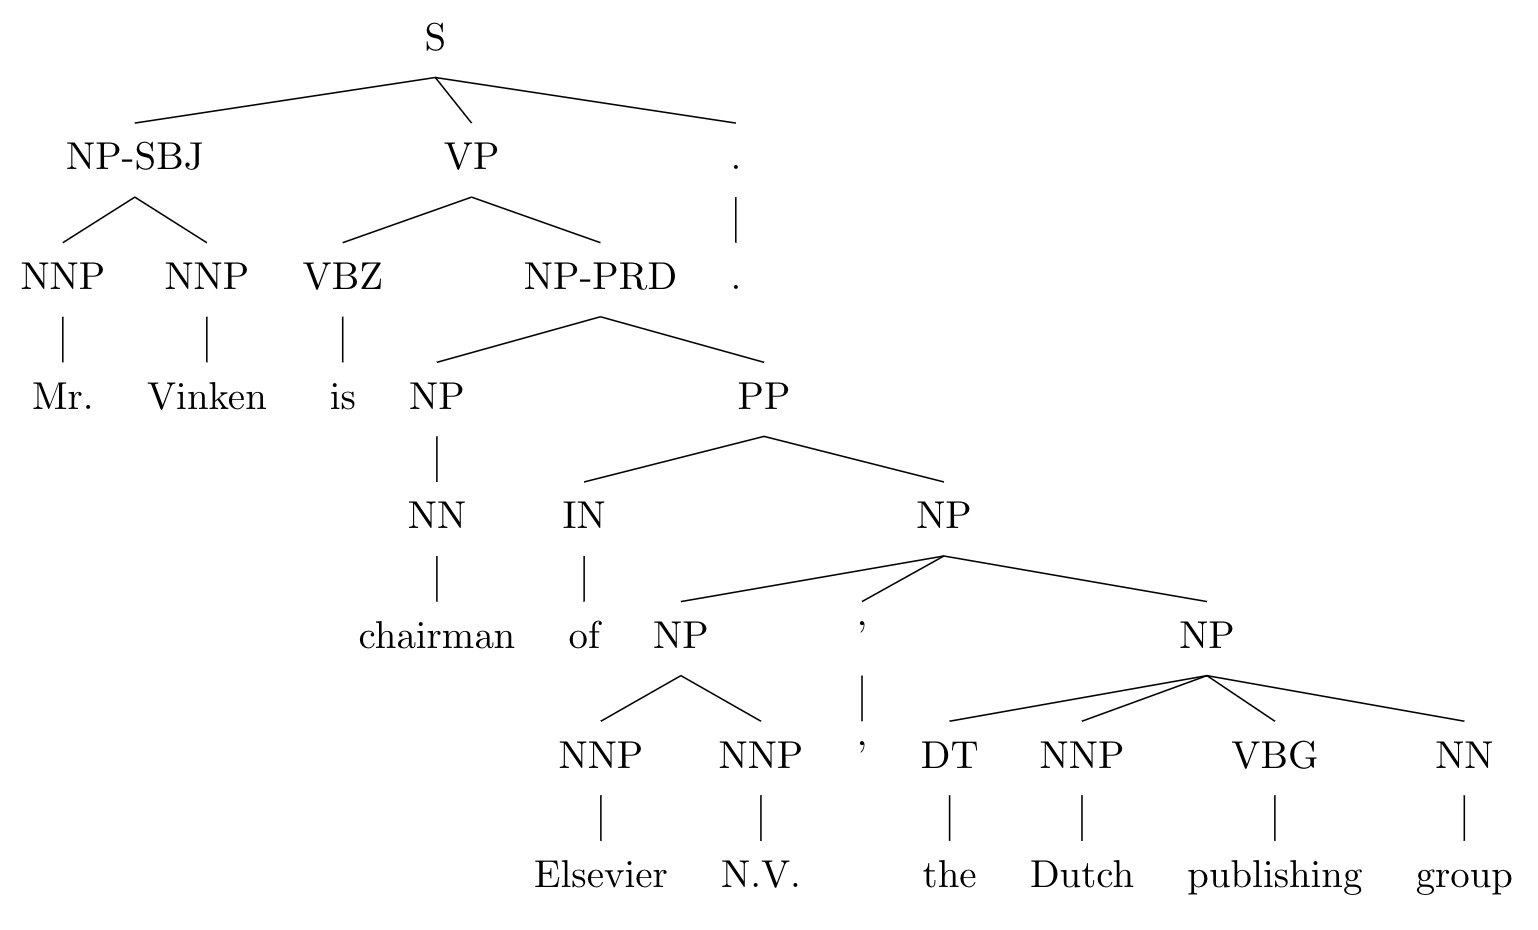 S
NP-SBJ VP .
NNP NNP VBZ NP-PRD .
Mr. Vinken is NP PP
NN IN NP
chairman of NP , NP
NNP NNP , DT NNP VBG NN
Elsevier N.V. the Dutch publishing group